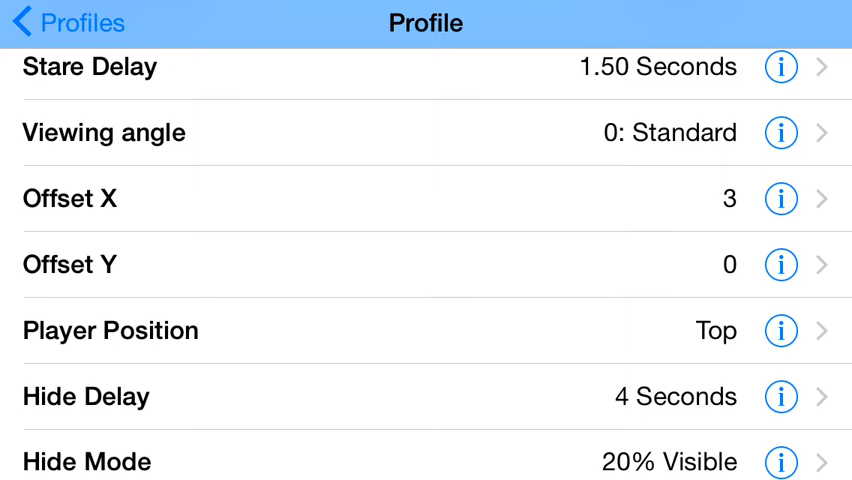 Profiles Profile
Stare Delay 1.50 Seconds
Viewing angle 0: Standard
Offset X 3
Offset Y 0
Player Position Top
Hide Delay 4 Seconds
Hide Mode 20% Visible